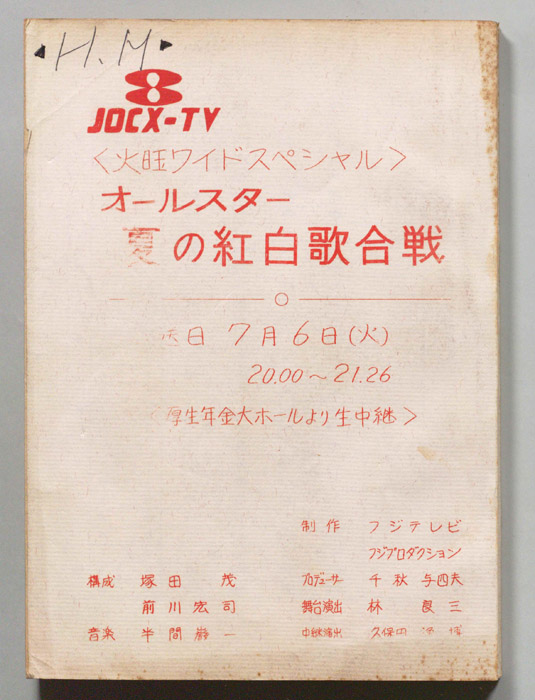 H.M
8
JOCX-TV
〈火旺ワイドスペシャル〉
オールスター
夏の紅白歌合戦
日 7月6日(火)
20.00～21.26
〈厚生年金大ホールより生中継〉
制作 フジテレビ
フジプロダクション
構成 塚田 茂 プロデューサー 千秋 与四夫
前川宏司 舞台演出 林 良三
音楽 半間巌一 中継演出 久保田